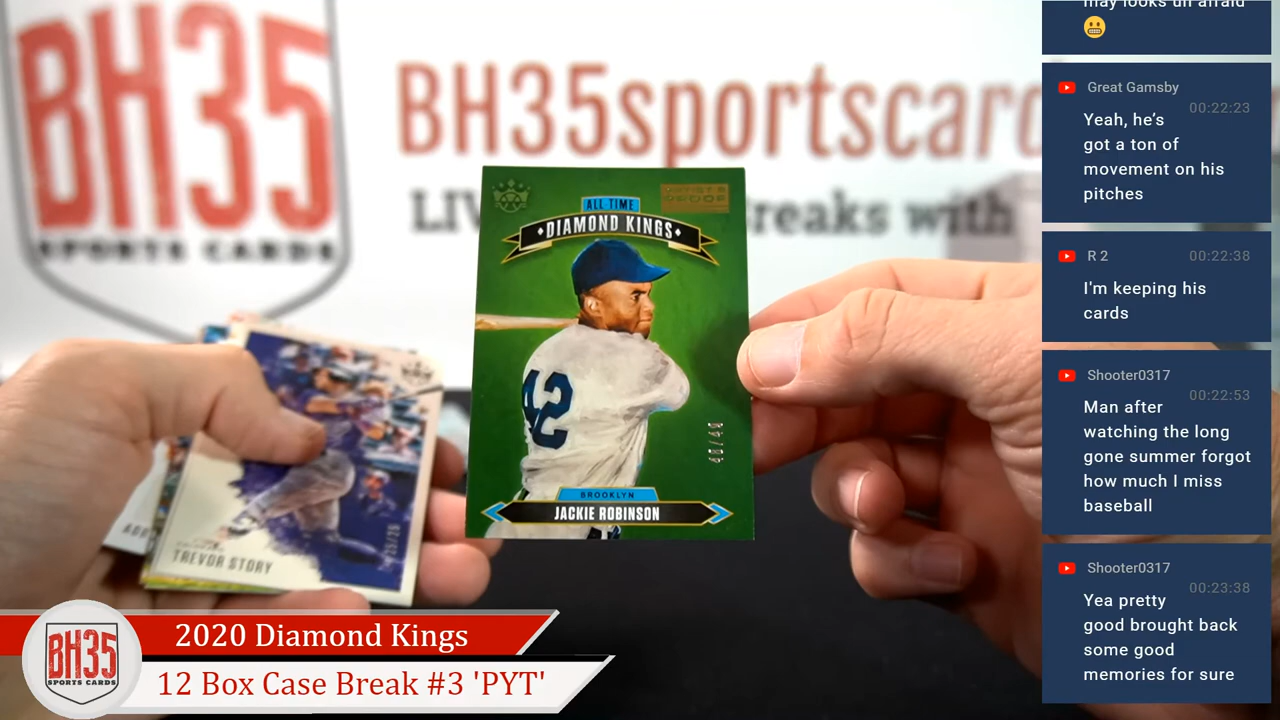 BH35
SPORTS CARDS
BH35sportscard
LIV reaks with
ALL-TIME
ARTIST'S
PROOF
DIAMOND KINGS
42
BROOKLYN
JACKIE ROBINSON
TREVOR STORY
2020 Diamond Kings
12 Box Case Break #3 'PYT'
BH35
SPORTS CARDS
may looks un afraid
😬
Great Gamsby
00:22:23
Yeah, he's
got a ton of
movement on his
pitches
R 2
00:22:38
I'm keeping his
cards
Shooter0317
00:22:53
Man after
watching the long
gone summer forgot
how much I miss
baseball
Shooter0317
00:23:38
Yea pretty
good brought back
some good
memories for sure